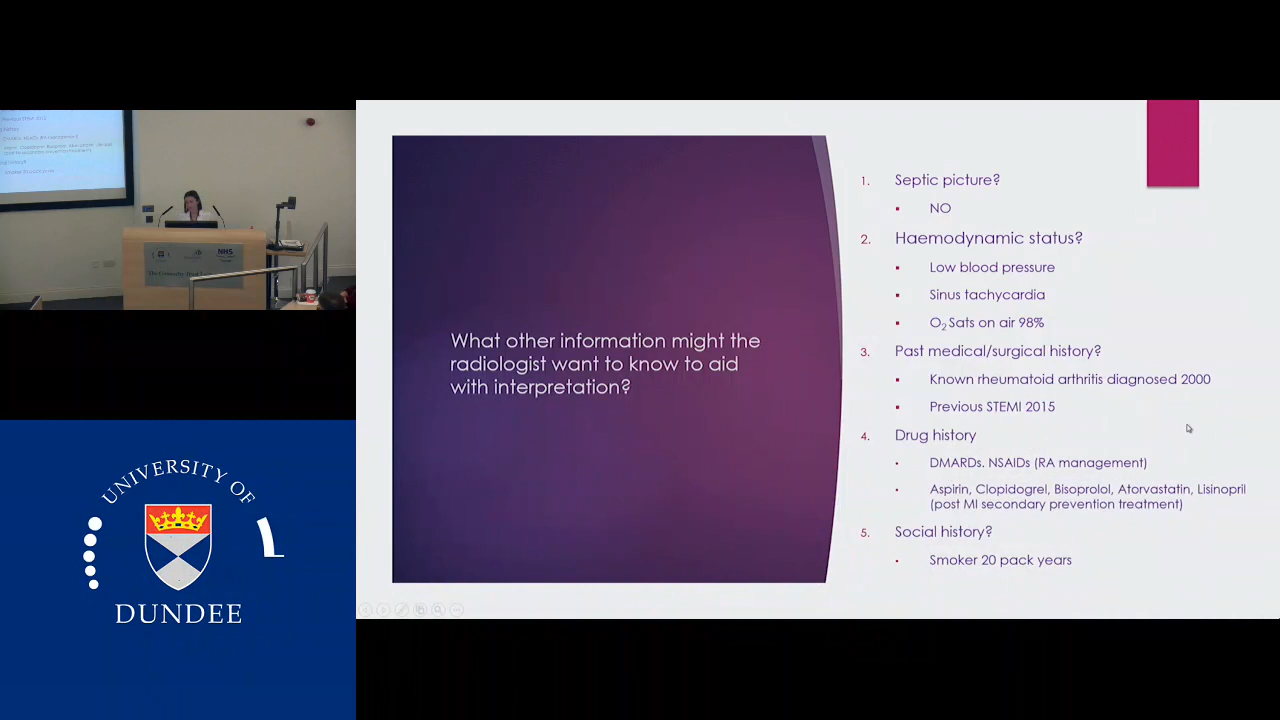 What other information might the
radiologist want to know to aid
with interpretation?
1. Septic picture?
▪ NO
2. Haemodynamic status?
▪ Low blood pressure
▪ Sinus tachycardia
▪ O2 Sats on air 98%
3. Past medical/surgical history?
▪ Known rheumatoid arthritis diagnosed 2000
▪ Previous STEMI 2015
4. Drug history
• DMARDs. NSAIDs (RA management)
• Aspirin, Clopidogrel, Bisoprolol, Atorvastatin, Lisinopril
(post MI secondary prevention treatment)
5. Social history?
• Smoker 20 pack years
NHS
UNIVERSITY OF
DUNDEE